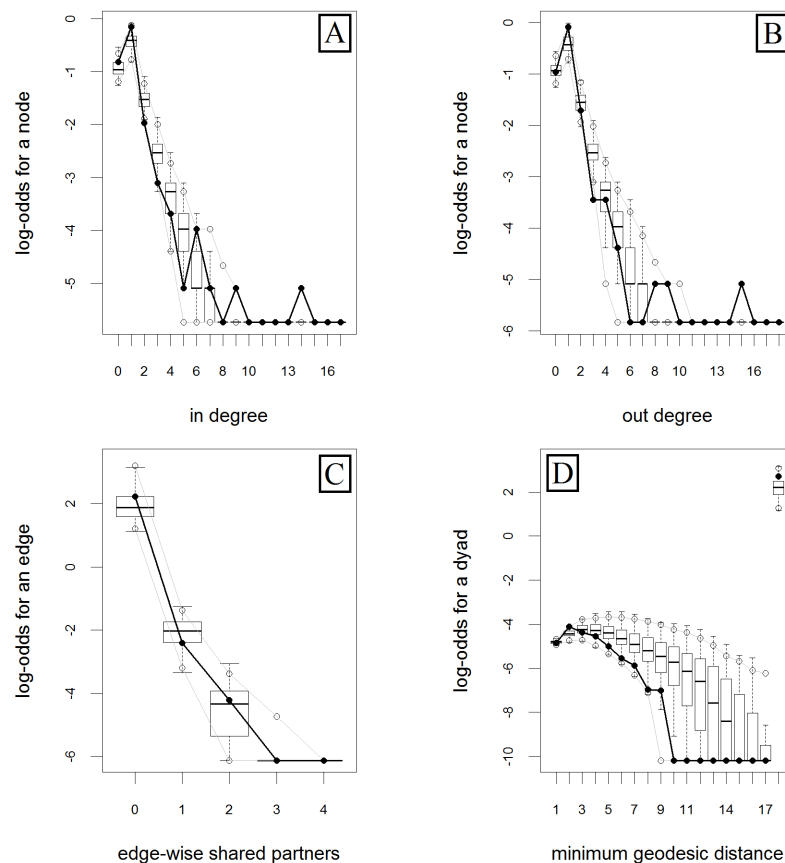 A
log-odds for a node
0
-1
-2
-3
-4
-5
0 2 4 6 8 10 13 16
in degree
B
log-odds for a node
0
-1
-2
-3
-4
-5
-6
0 2 4 6 8 10 13 16
out degree
C
log-odds for an edge
2
0
-2
-4
-6
0 1 2 3 4
edge-wise shared partners
D
log-odds for a dyad
2
0
-2
-4
-6
-8
-10
1 3 5 7 9 11 14 17
minimum geodesic distance